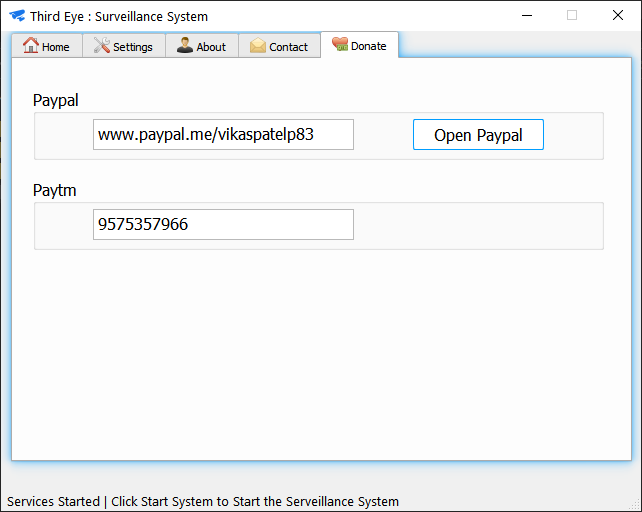 Third Eye : Surveillance System
Home Settings About Contact Donate
Paypal
www.paypal.me/vikaspatelp83 Open Paypal
Paytm
9575357966
Services Started | Click Start System to Start the Serveillance System